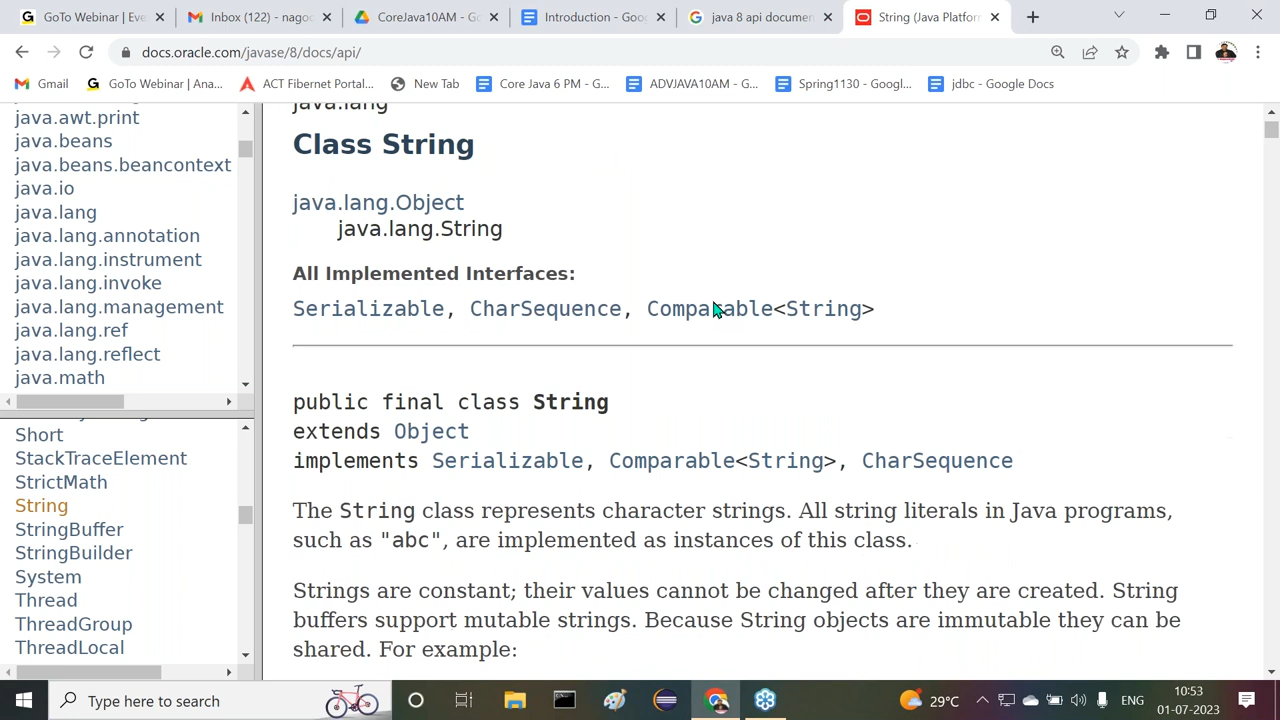 GoTo Webinar | Eve
Inbox (122) - nagoo
CoreJava10AM - Go
Introduction - Goog
java 8 api documen
String (Java Platform
docs.oracle.com/javase/8/docs/api/
Gmail
GoTo Webinar | Ana...
ACT Fibernet Portal...
New Tab
Core Java 6 PM - G...
ADVJAVA10AM - G...
Spring1130 - Googl...
jdbc - Google Docs
java.awt.print
java.beans
java.beans.beancontext
java.io
java.lang
java.lang.annotation
java.lang.instrument
java.lang.invoke
java.lang.management
java.lang.ref
java.lang.reflect
java.math
Short
StackTraceElement
StrictMath
String
StringBuffer
StringBuilder
System
Thread
ThreadGroup
ThreadLocal
java.lang
Class String
java.lang.Object
java.lang.String
All Implemented Interfaces:
Serializable, CharSequence, Comparable<String>
public final class String
extends Object
implements Serializable, Comparable<String>, CharSequence
The String class represents character strings. All string literals in Java programs,
such as "abc", are implemented as instances of this class.
Strings are constant; their values cannot be changed after they are created. String
buffers support mutable strings. Because String objects are immutable they can be
shared. For example:
Type here to search
29°C
ENG
10:53
01-07-2023